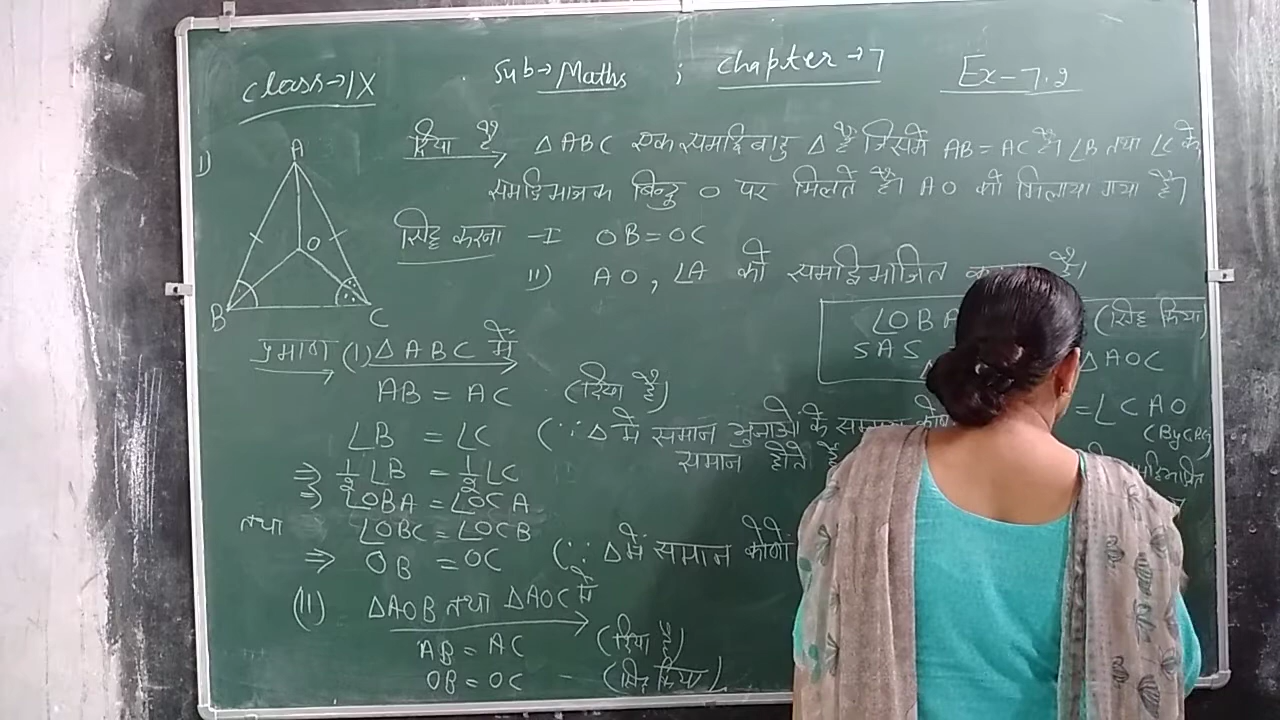 Class→IX
Sub→Maths ; Chapter→7
Ex-7.2
1)
A
O
B
C
दिया है → △ABC एक समद्विबाहु △ है जिसमें AB = AC है। ∠B तथा ∠C के
समद्विभाजक बिन्दु O पर मिलते है। AO को मिलाया गया है।
सिद्ध करना -I OB = OC
II) AO, ∠A को समद्विभाजित है।
∠OBA (सिद्ध किया)
SAS △AOC
= ∠CAO
(By C.P.C
प्रमाण → (I) △ABC में
AB = AC (दिया है)
∠B = ∠C (∵ △ में समान भुजाओं के
समान होते है
⇒ ½∠B = ½∠C
⇒ ∠OBA = ∠OCA
तथा ∠OBC = ∠OCB
⇒ OB = OC (∵ △ में समान कोणों
(II) △AOB तथा △AOC में
AB = AC (दिया है)
OB = OC - (सिद्ध किया)